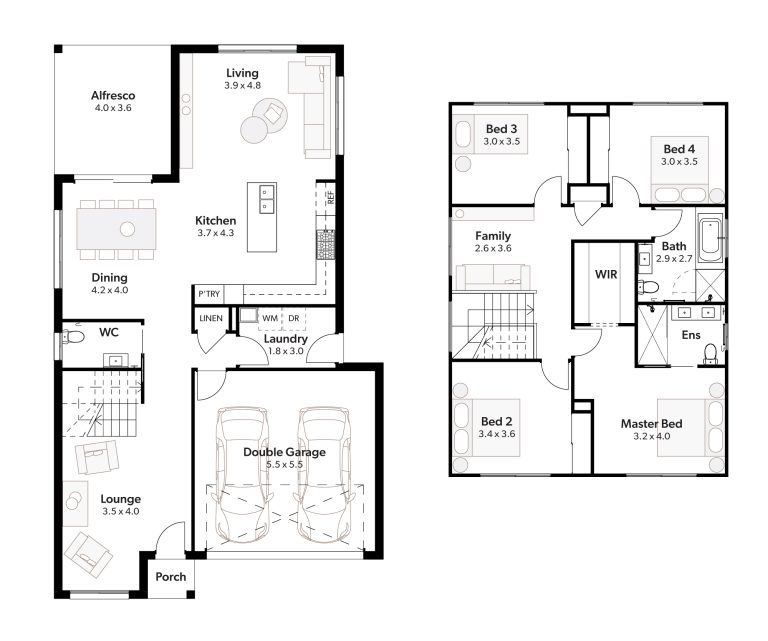 Living
3.9 x 4.8
Alfresco
4.0 x 3.6
REF
Kitchen
3.7 x 4.3
Dining
4.2 x 4.0
P'TRY
LINEN
WM
DR
WC
Laundry
1.8 x 3.0
Double Garage
5.5 x 5.5
Lounge
3.5 x 4.0
Porch
Bed 3
3.0 x 3.5
Bed 4
3.0 x 3.5
Family
2.6 x 3.6
Bath
2.9 x 2.7
WIR
Ens
Bed 2
3.4 x 3.6
Master Bed
3.2 x 4.0